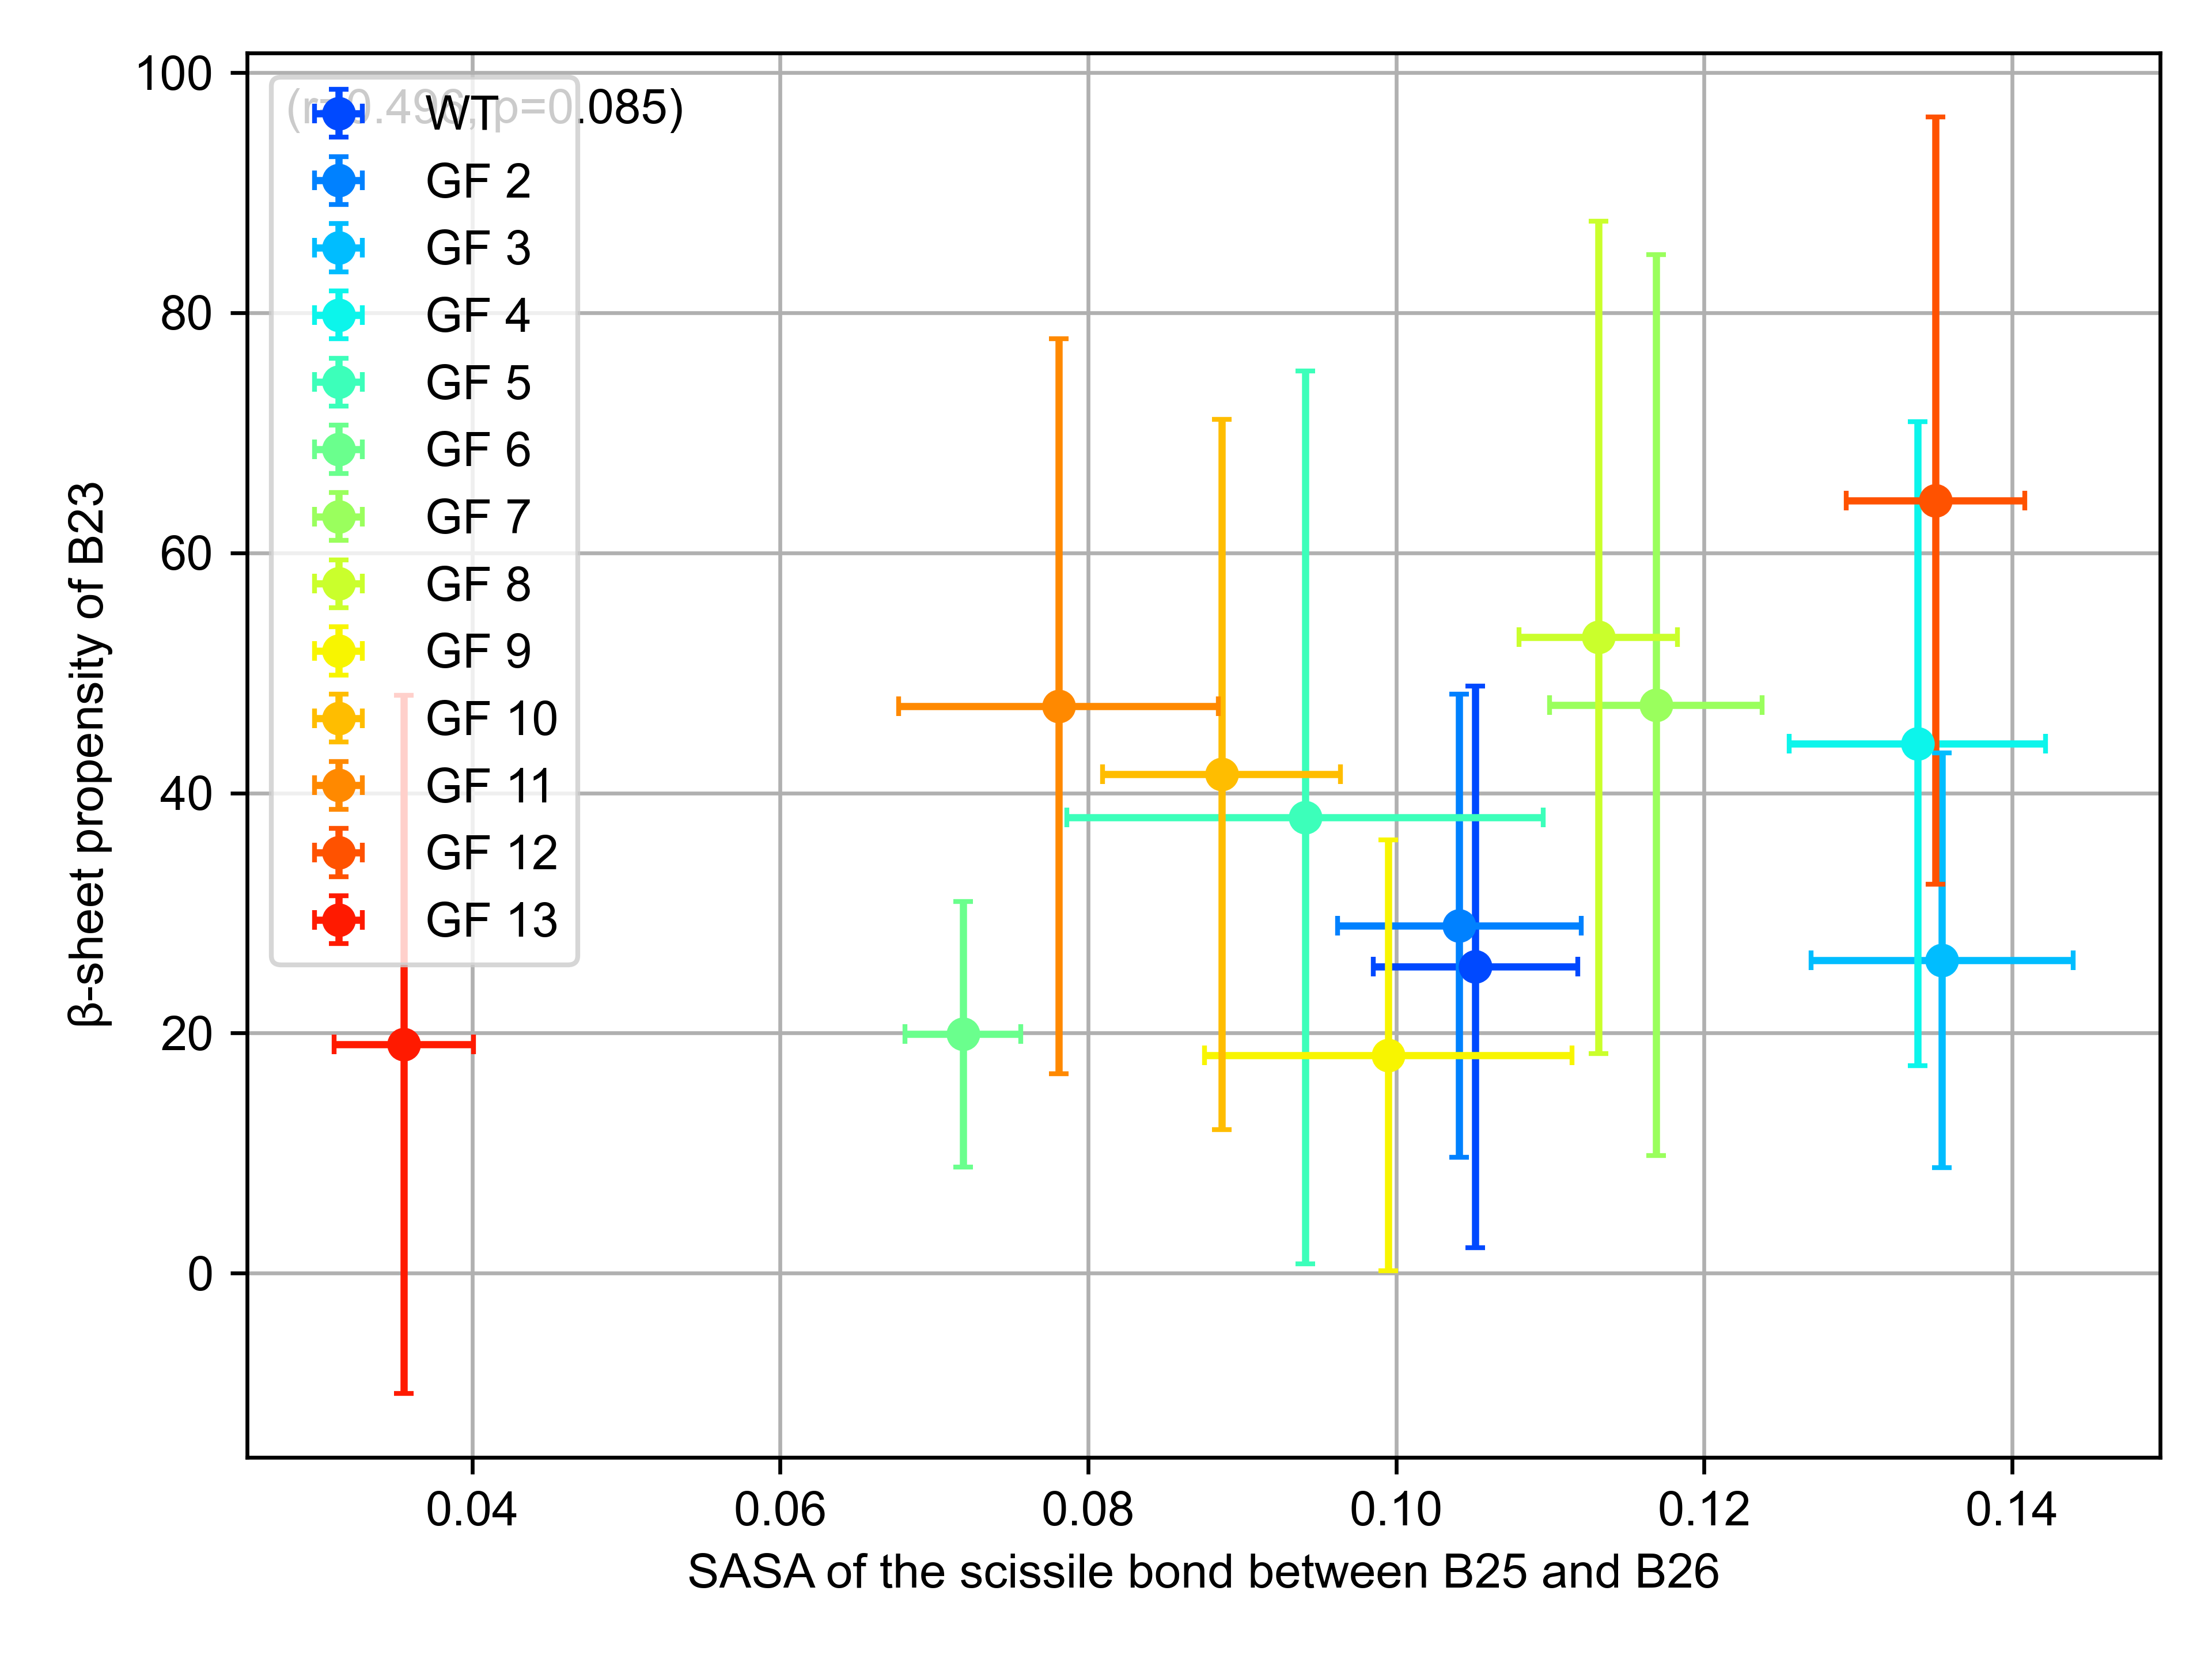 100
80
60
40
20
0
β-sheet propensity of B23
(r=0.496, p=0.085)
WT
GF 2
GF 3
GF 4
GF 5
GF 6
GF 7
GF 8
GF 9
GF 10
GF 11
GF 12
GF 13
0.04 0.06 0.08 0.10 0.12 0.14
SASA of the scissile bond between B25 and B26